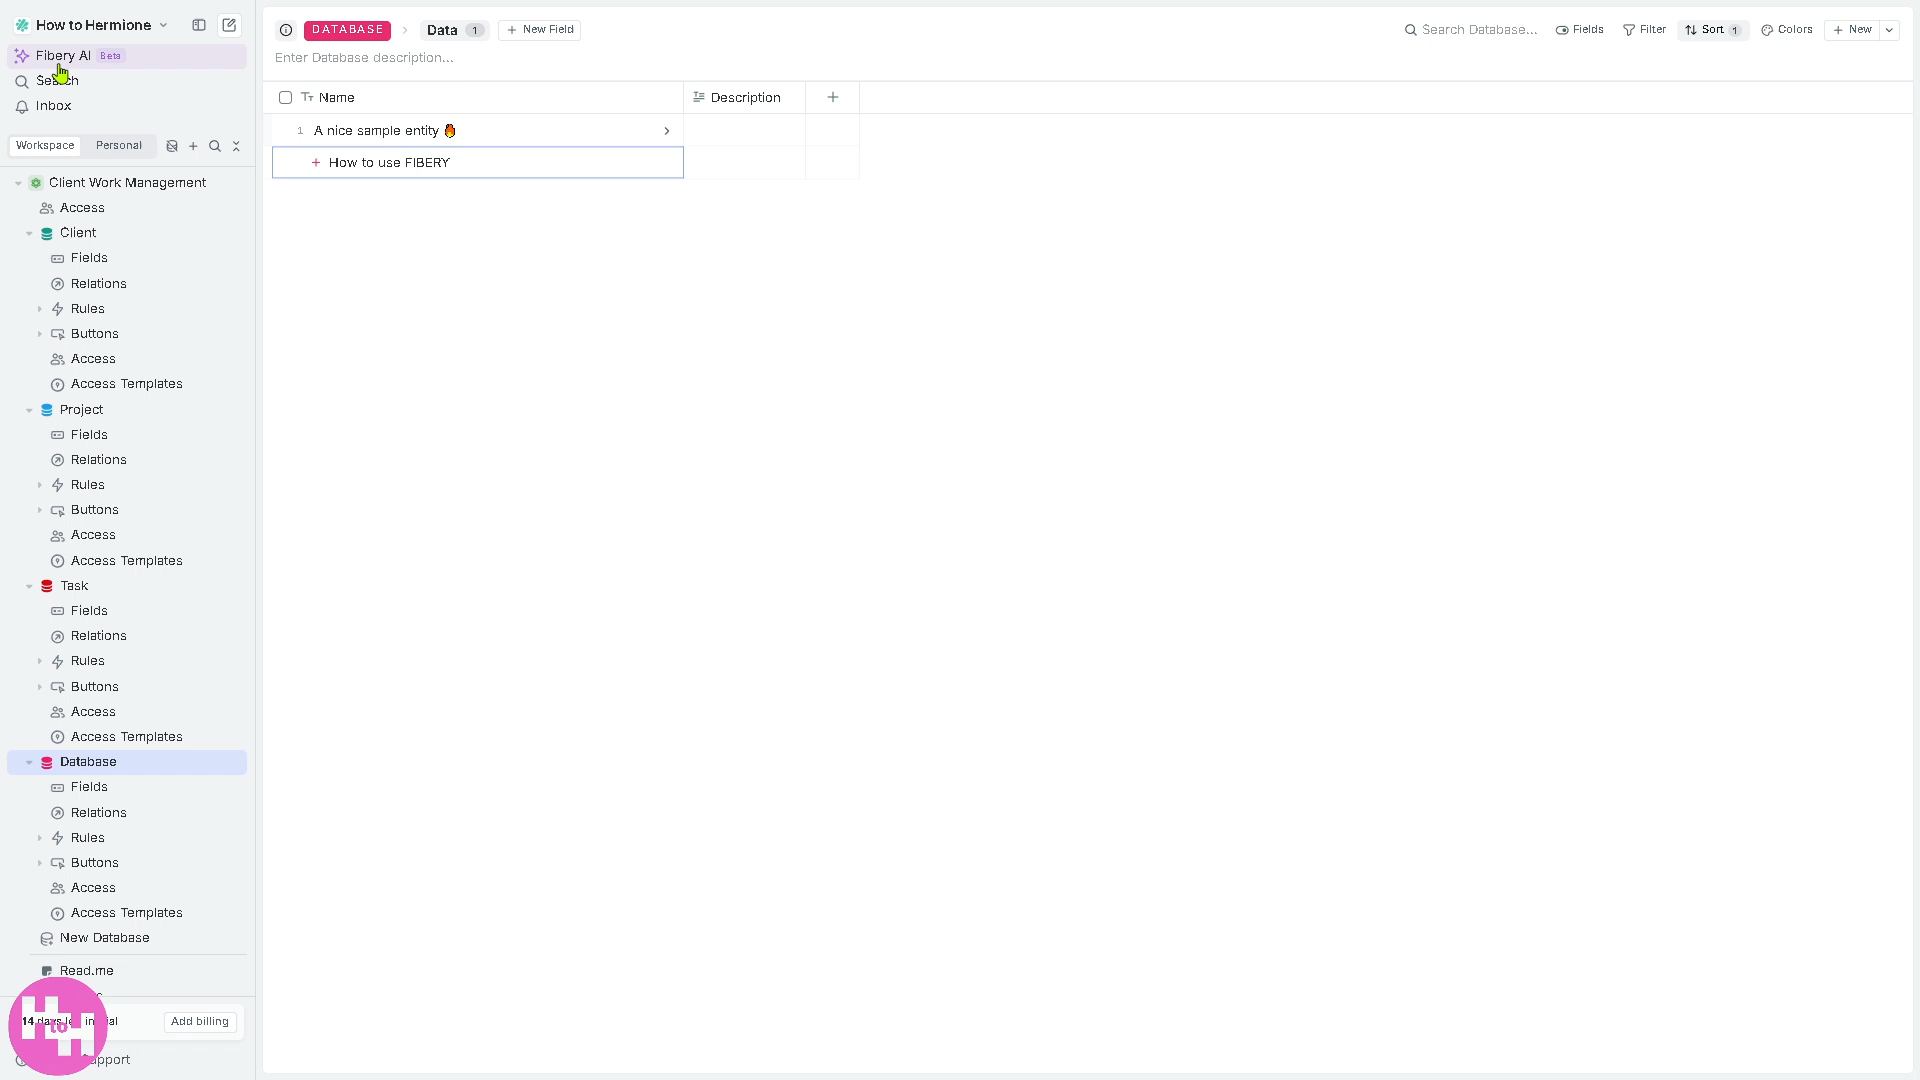 How to Hermione
Fibery AI Beta
Search
Inbox
Workspace Personal
Client Work Management
Access
Client
Fields
Relations
Rules
Buttons
Access
Access Templates
Project
Fields
Relations
Rules
Buttons
Access
Access Templates
Task
Fields
Relations
Rules
Buttons
Access
Access Templates
Database
Fields
Relations
Rules
Buttons
Access
Access Templates
New Database
Read.me
14 days
Add billing
H to H
DATABASE Data 1 New Field
Search Database... Fields Filter Sort 1 Colors New
Enter Database description...
Name Description
1 A nice sample entity
How to use FIBERY